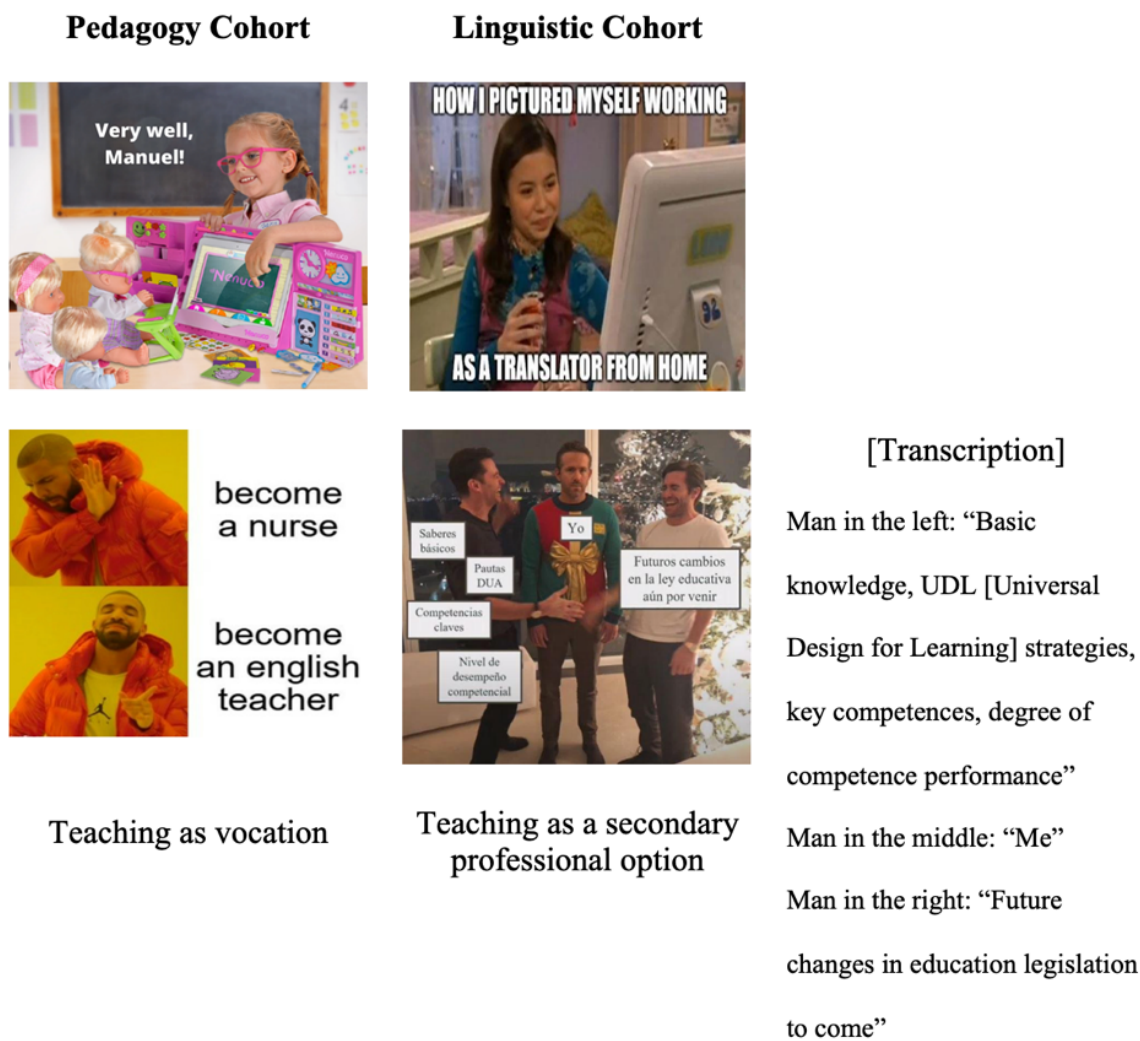 Pedagogy Cohort
Linguistic Cohort
Very well,
Manuel!
Nenuco
HOW I PICTURED MYSELF WORKING
AS A TRANSLATOR FROM HOME
become
a nurse
become
an english
teacher
Saberes
básicos
Pautas
DUA
Competencias
claves
Nivel de
desempeño
competencial
Yo
Futuros cambios
en la ley educativa
aún por venir
Teaching as vocation
Teaching as a secondary
professional option
[Transcription]
Man in the left: “Basic
knowledge, UDL [Universal
Design for Learning] strategies,
key competences, degree of
competence performance”
Man in the middle: “Me”
Man in the right: “Future
changes in education legislation
to come”